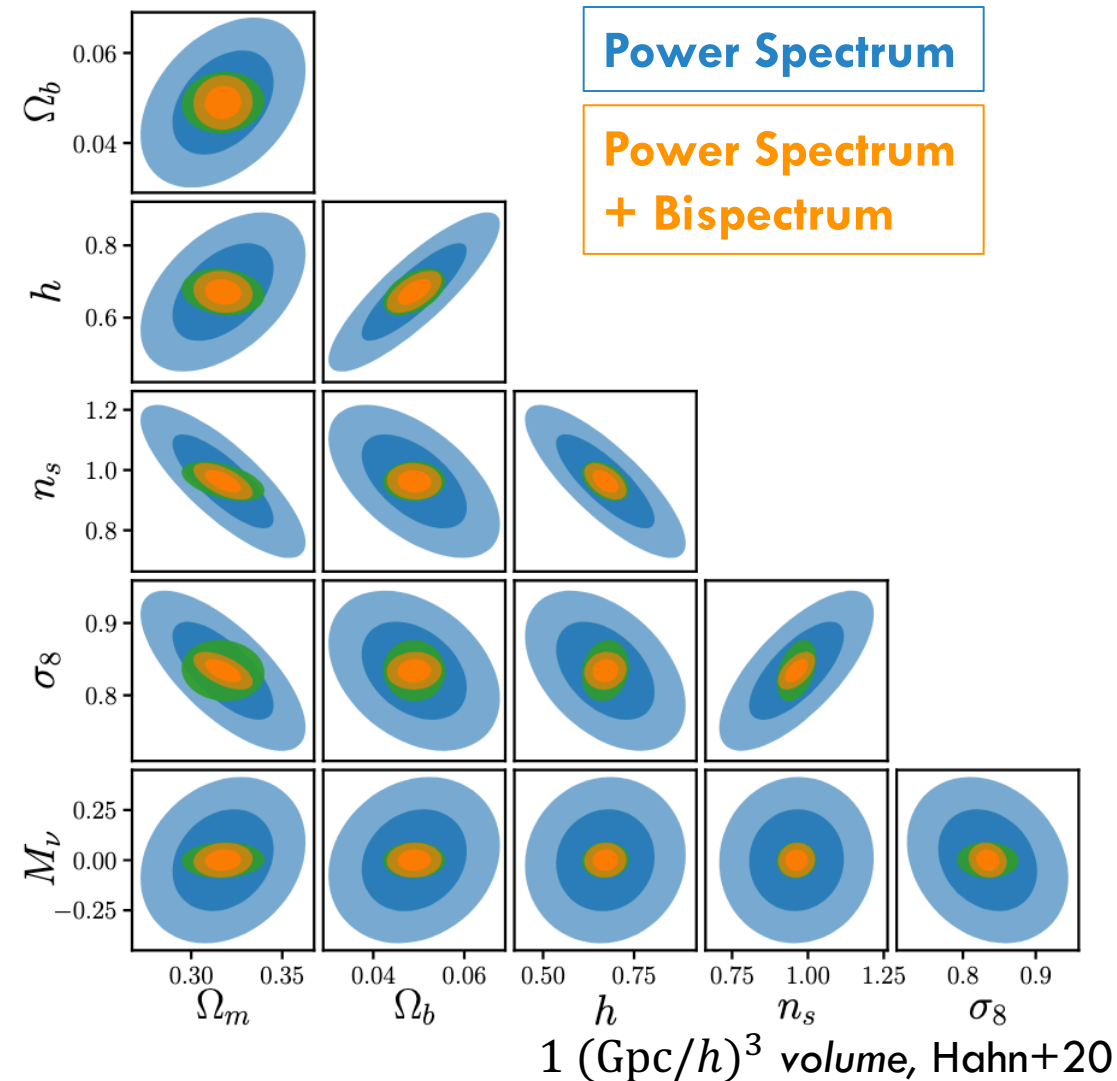 Power Spectrum
Power Spectrum
+ Bispectrum
Ω_b
0.06
0.04
h
0.8
0.6
n_s
1.2
1.0
0.8
σ_8
0.9
0.8
M_ν
0.25
0.00
−0.25
0.30 0.35 0.04 0.06 0.50 0.75 0.75 1.00 1.25 0.8 0.9
Ω_m Ω_b h n_s σ_8
1 (Gpc/h)³ volume, Hahn+20